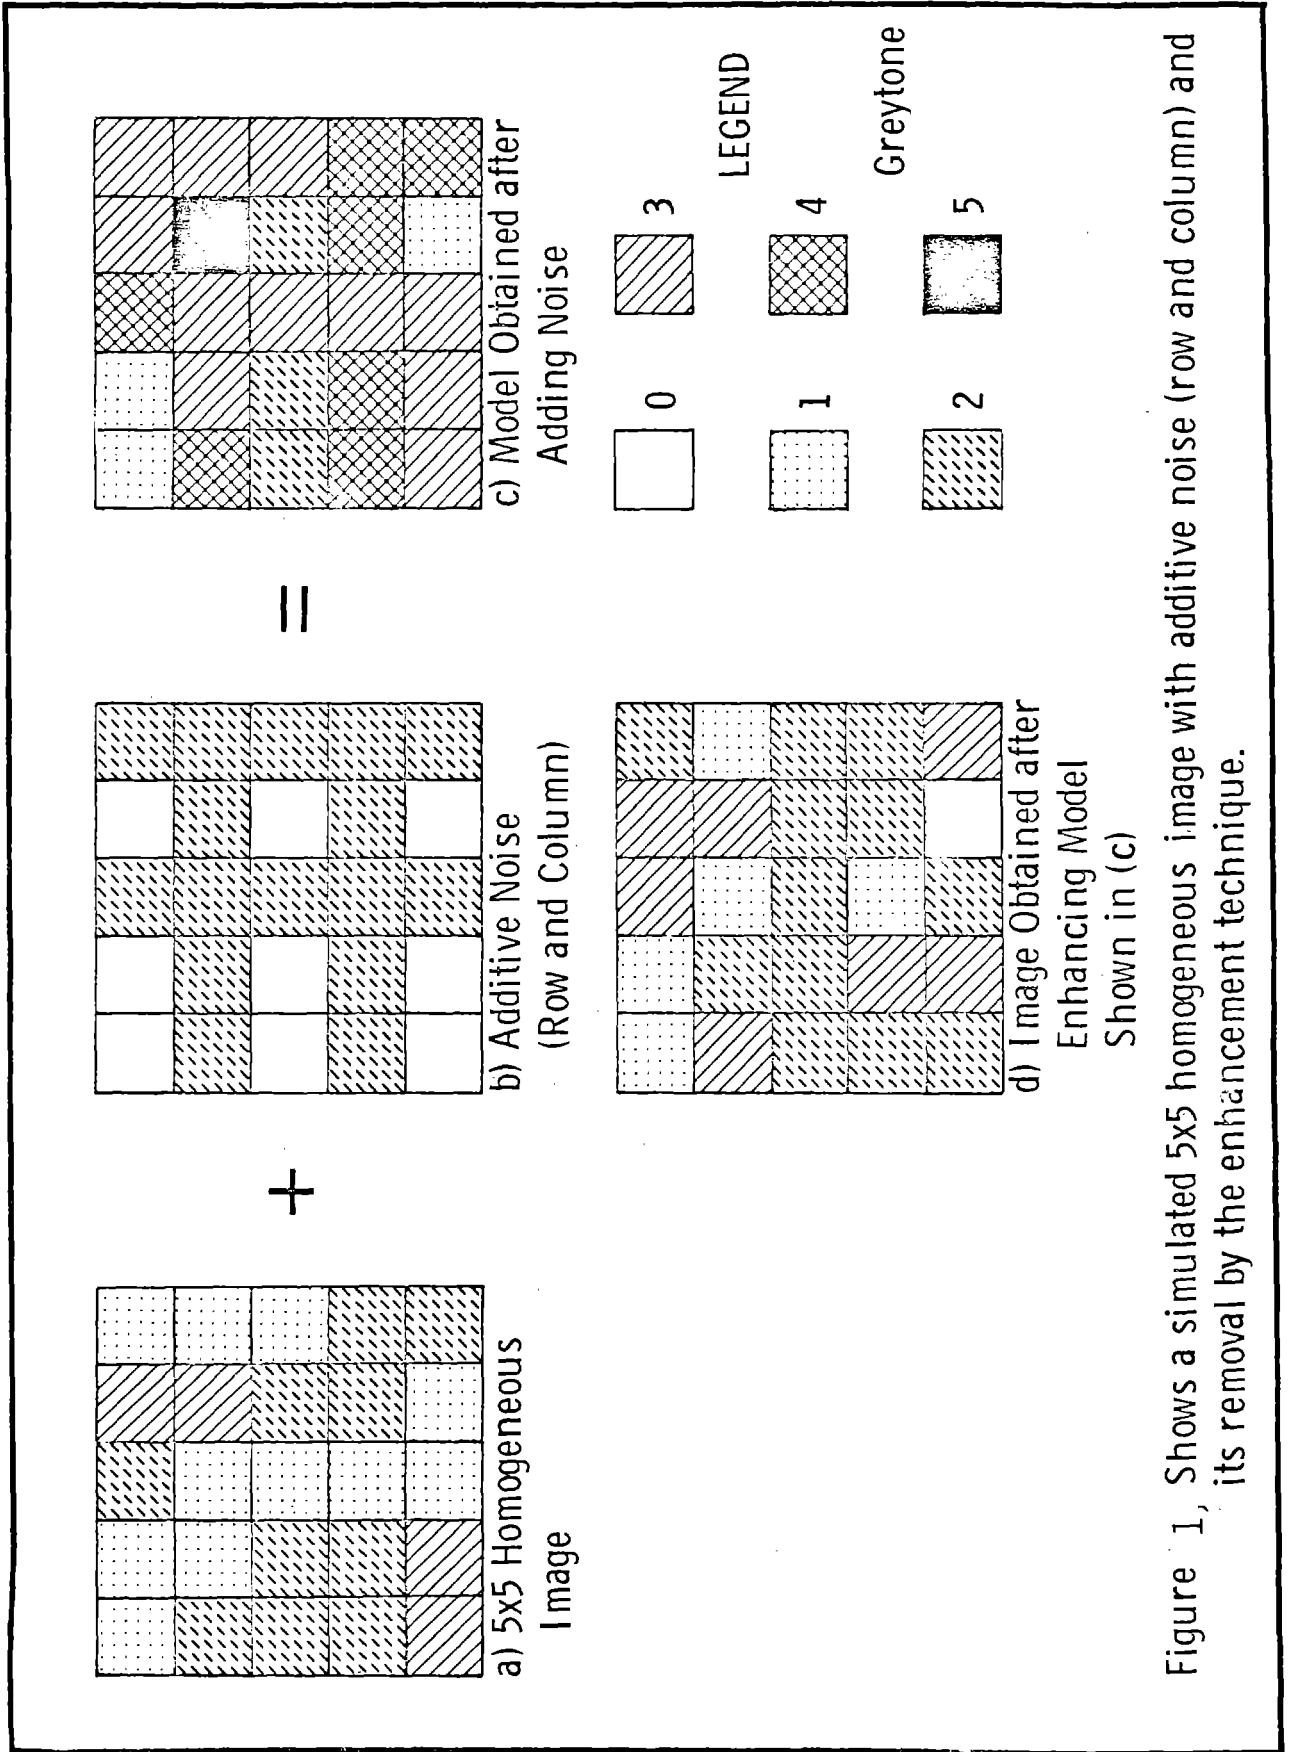 +
=
a) 5x5 Homogeneous
Image
b) Additive Noise
(Row and Column)
c) Model Obtained after
Adding Noise
d) Image Obtained after
Enhancing Model
Shown in (c)
0
3
1
4
2
5
LEGEND
Greytone
Figure 1, Shows a simulated 5x5 homogeneous image with additive noise (row and column) and
its removal by the enhancement technique.